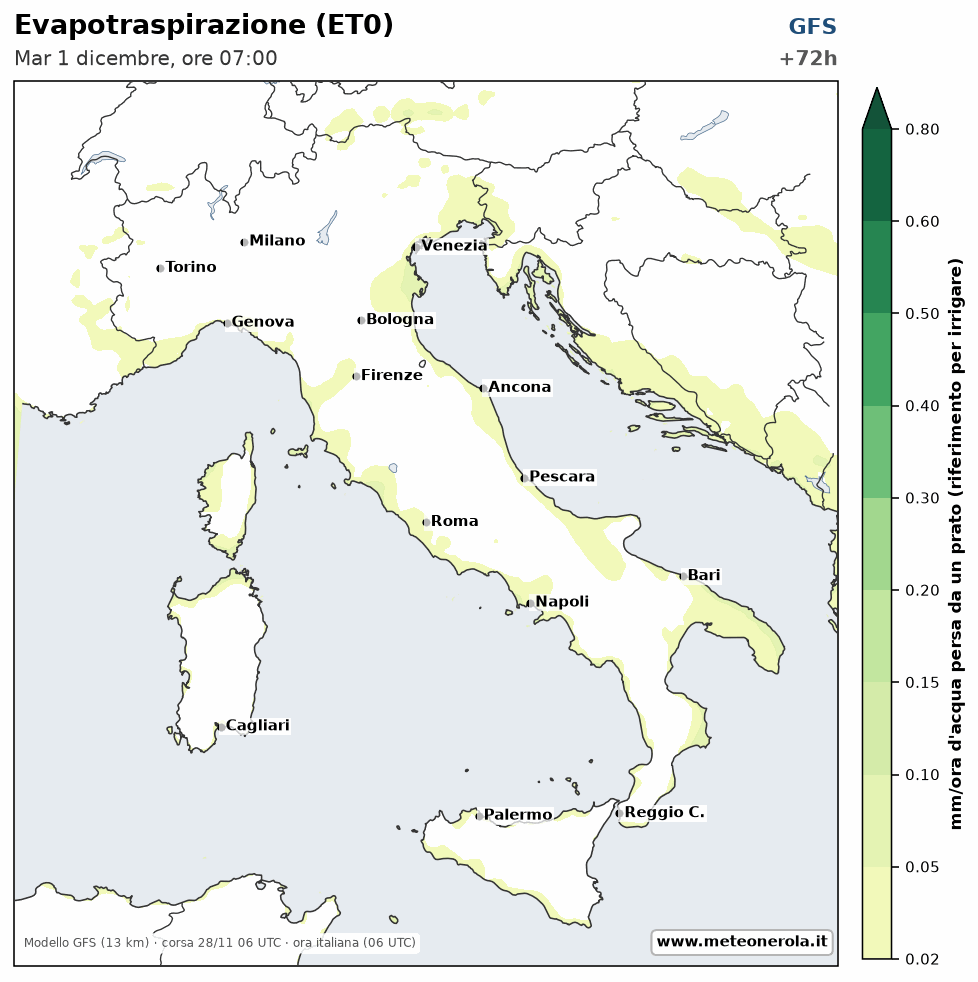 Evapotraspirazione (ET0)
GFS
Mar 1 dicembre, ore 07:00
+72h
Milano
Venezia
Torino
Bologna
Genova
Firenze
Ancona
Pescara
Roma
Bari
Napoli
Cagliari
Palermo
Reggio C.
Modello GFS (13 km) · corsa 28/11 06 UTC · ora italiana (06 UTC)
www.meteonerola.it
0.80
0.60
0.50
0.40
0.30
0.20
0.15
0.10
0.05
0.02
mm/ora d'acqua persa da un prato (riferimento per irrigare)